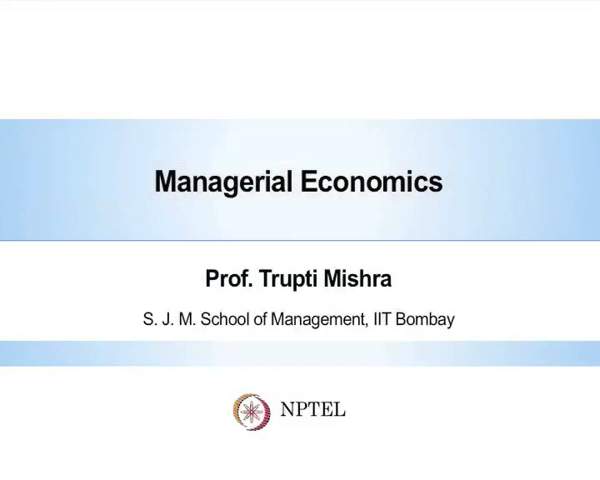 Managerial Economics
Prof. Trupti Mishra
S. J. M. School of Management, IIT Bombay
NPTEL